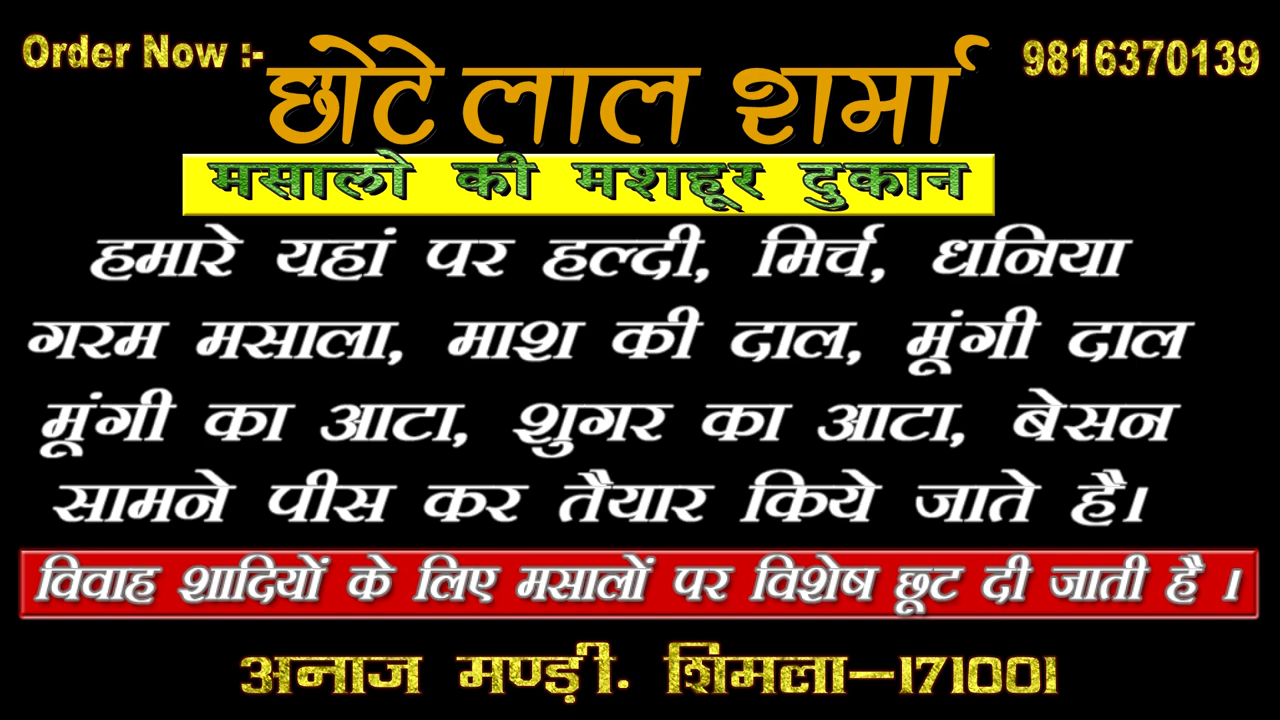 Order Now :-
छोटे लाल शर्मा
9816370139
मसालो की मशहूर दुकान
हमारे यहां पर हल्दी, मिर्च, धनिया
गरम मसाला, माश की दाल, मूंगी दाल
मूंगी का आटा, शुगर का आटा, बेसन
सामने पीस कर तैयार किये जाते है।
विवाह शादियों के लिए मसालों पर विशेष छूट दी जाती है ।
अनाज मण्ड़ी. शिमला–171001